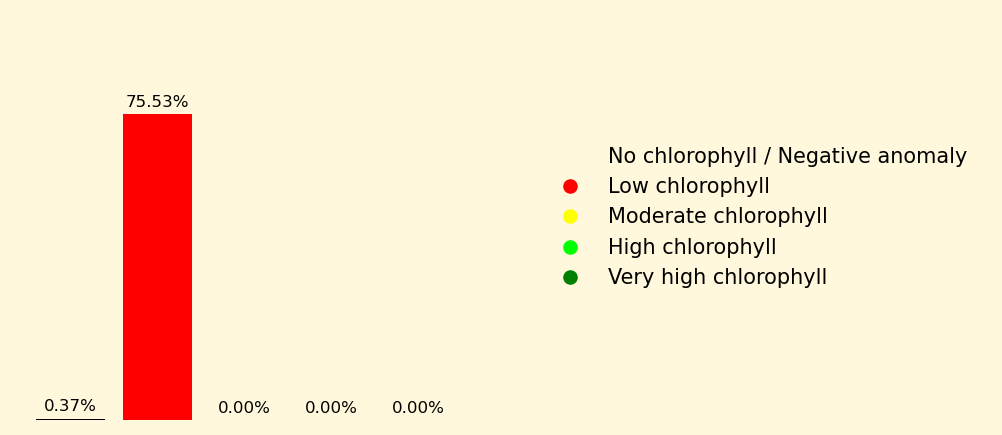 75.53%
No chlorophyll / Negative anomaly
Low chlorophyll
Moderate chlorophyll
High chlorophyll
Very high chlorophyll
0.37% 0.00% 0.00% 0.00%